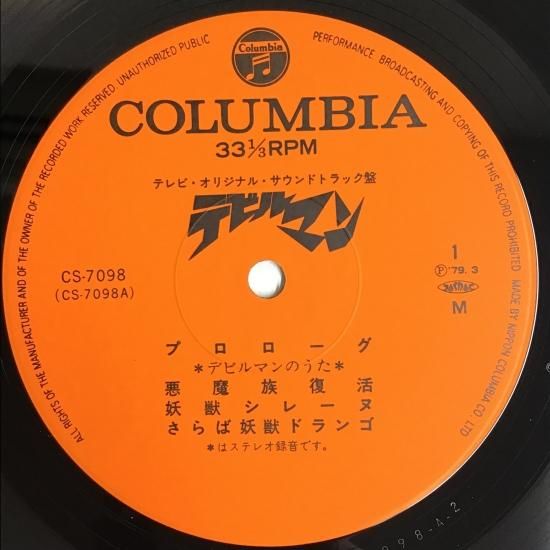 Columbia
COLUMBIA
33⅓RPM
テレビ・オリジナル・サウンドトラック盤
デビルマン
CS-7098
(CS-7098A)
1
Ⓟ'79.3
M
プロローグ
*デビルマンのうた*
悪魔族復活
妖獣シレーヌ
さらば妖獣ドランゴ
*はステレオ録音です。
ALL RIGHTS OF THE MANUFACTURER AND OF THE OWNER OF THE RECORDED WORK RESERVED. UNAUTHORIZED PUBLIC PERFORMANCE, BROADCASTING AND COPYING OF THIS RECORD PROHIBITED MADE BY NIPPON COLUMBIA CO. LTD
98-A-2